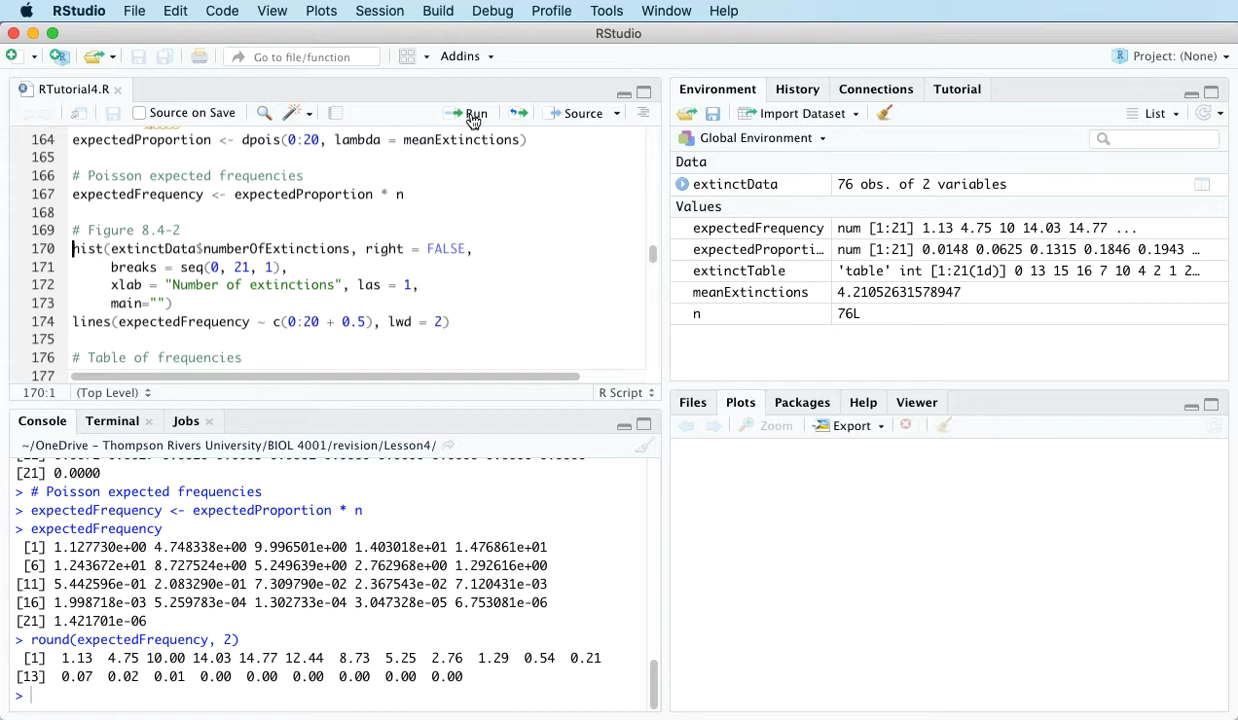 RStudio File Edit Code View Plots Session Build Debug Profile Tools Window Help
RStudio
Go to file/function Addins Project: (None)
RTutorial4.R
Source on Save Run Source
164 expectedProportion <- dpois(0:20, lambda = meanExtinctions)
165
166 # Poisson expected frequencies
167 expectedFrequency <- expectedProportion * n
168
169 # Figure 8.4-2
170 hist(extinctData$numberOfExtinctions, right = FALSE,
171 breaks = seq(0, 21, 1),
172 xlab = "Number of extinctions", las = 1,
173 main="")
174 lines(expectedFrequency ~ c(0:20 + 0.5), lwd = 2)
175
176 # Table of frequencies
177
170:1 (Top Level) R Script
Console Terminal Jobs
~/OneDrive – Thompson Rivers University/BIOL 4001/revision/Lesson4/
[21] 0.0000
> # Poisson expected frequencies
> expectedFrequency <- expectedProportion * n
> expectedFrequency
[1] 1.127730e+00 4.748338e+00 9.996501e+00 1.403018e+01 1.476861e+01
[6] 1.243672e+01 8.727524e+00 5.249639e+00 2.762968e+00 1.292616e+00
[11] 5.442596e-01 2.083290e-01 7.309790e-02 2.367543e-02 7.120431e-03
[16] 1.998718e-03 5.259783e-04 1.302733e-04 3.047328e-05 6.753081e-06
[21] 1.421701e-06
> round(expectedFrequency, 2)
[1] 1.13 4.75 10.00 14.03 14.77 12.44 8.73 5.25 2.76 1.29 0.54 0.21
[13] 0.07 0.02 0.01 0.00 0.00 0.00 0.00 0.00 0.00
>
Environment History Connections Tutorial
Import Dataset List
Global Environment
Data
extinctData 76 obs. of 2 variables
Values
expectedFrequency num [1:21] 1.13 4.75 10 14.03 14.77 ...
expectedProporti… num [1:21] 0.0148 0.0625 0.1315 0.1846 0.1943 …
extinctTable 'table' int [1:21(1d)] 0 13 15 16 7 10 4 2 1 2…
meanExtinctions 4.21052631578947
n 76L
Files Plots Packages Help Viewer
Zoom Export